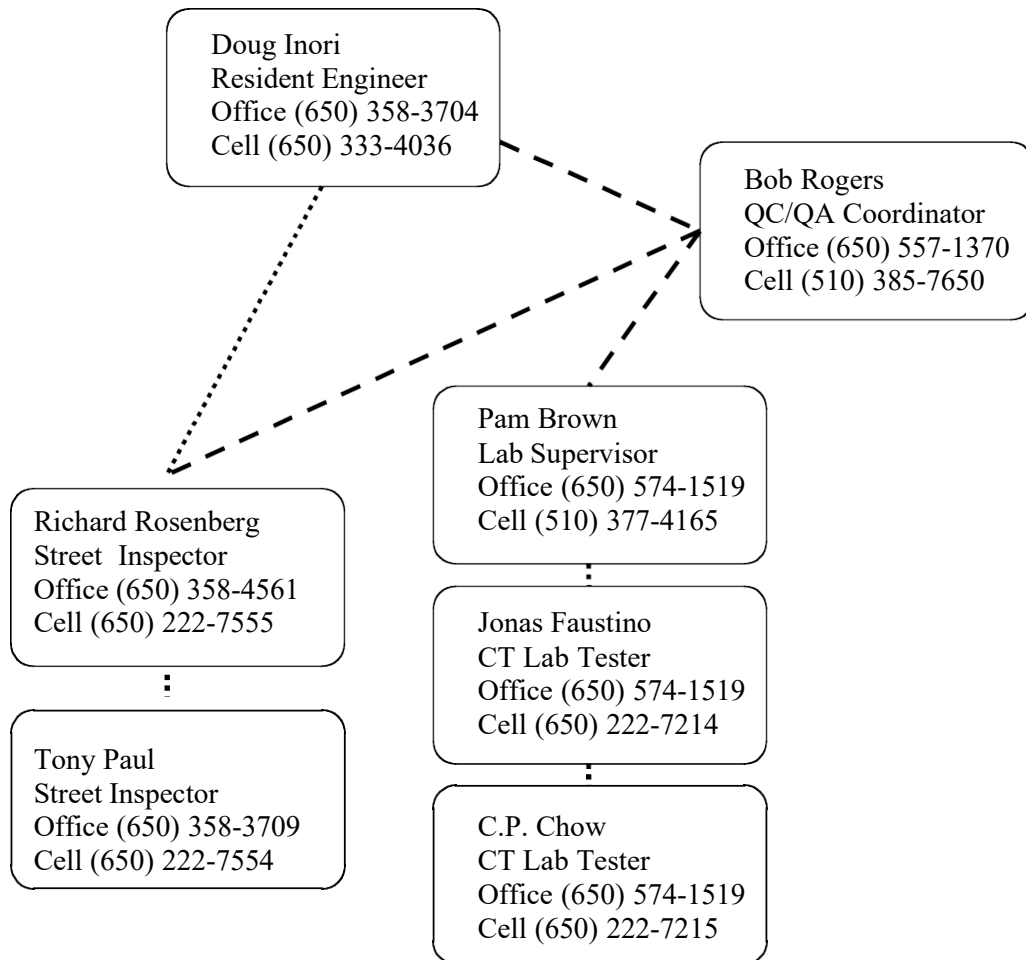 Doug Inori
Resident Engineer
Office (650) 358-3704
Cell (650) 333-4036
Bob Rogers
QC/QA Coordinator
Office (650) 557-1370
Cell (510) 385-7650
Pam Brown
Lab Supervisor
Office (650) 574-1519
Cell (510) 377-4165
Richard Rosenberg
Street  Inspector
Office (650) 358-4561
Cell (650) 222-7555
Jonas Faustino
CT Lab Tester
Office (650) 574-1519
Cell (650) 222-7214
Tony Paul
Street Inspector
Office (650) 358-3709
Cell (650) 222-7554
C.P. Chow
CT Lab Tester
Office (650) 574-1519
Cell (650) 222-7215